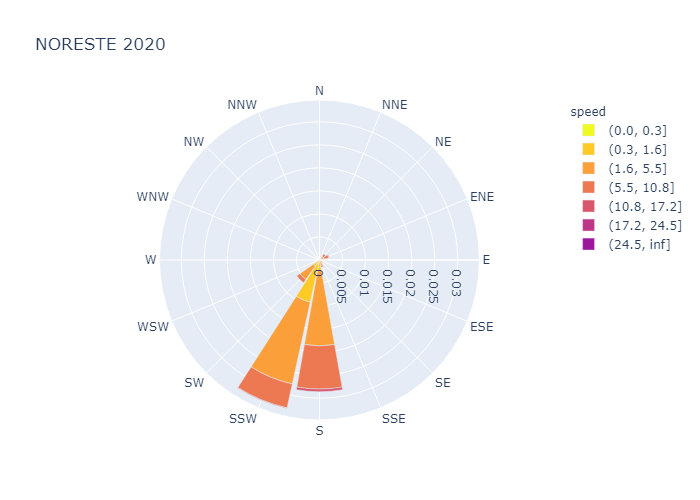 NORESTE 2020
N
NNE
NE
ENE
E
ESE
SE
SSE
S
SSW
SW
WSW
W
WNW
NW
NNW
0
0.005
0.01
0.015
0.02
0.025
0.03
speed
(0.0, 0.3]
(0.3, 1.6]
(1.6, 5.5]
(5.5, 10.8]
(10.8, 17.2]
(17.2, 24.5]
(24.5, inf]